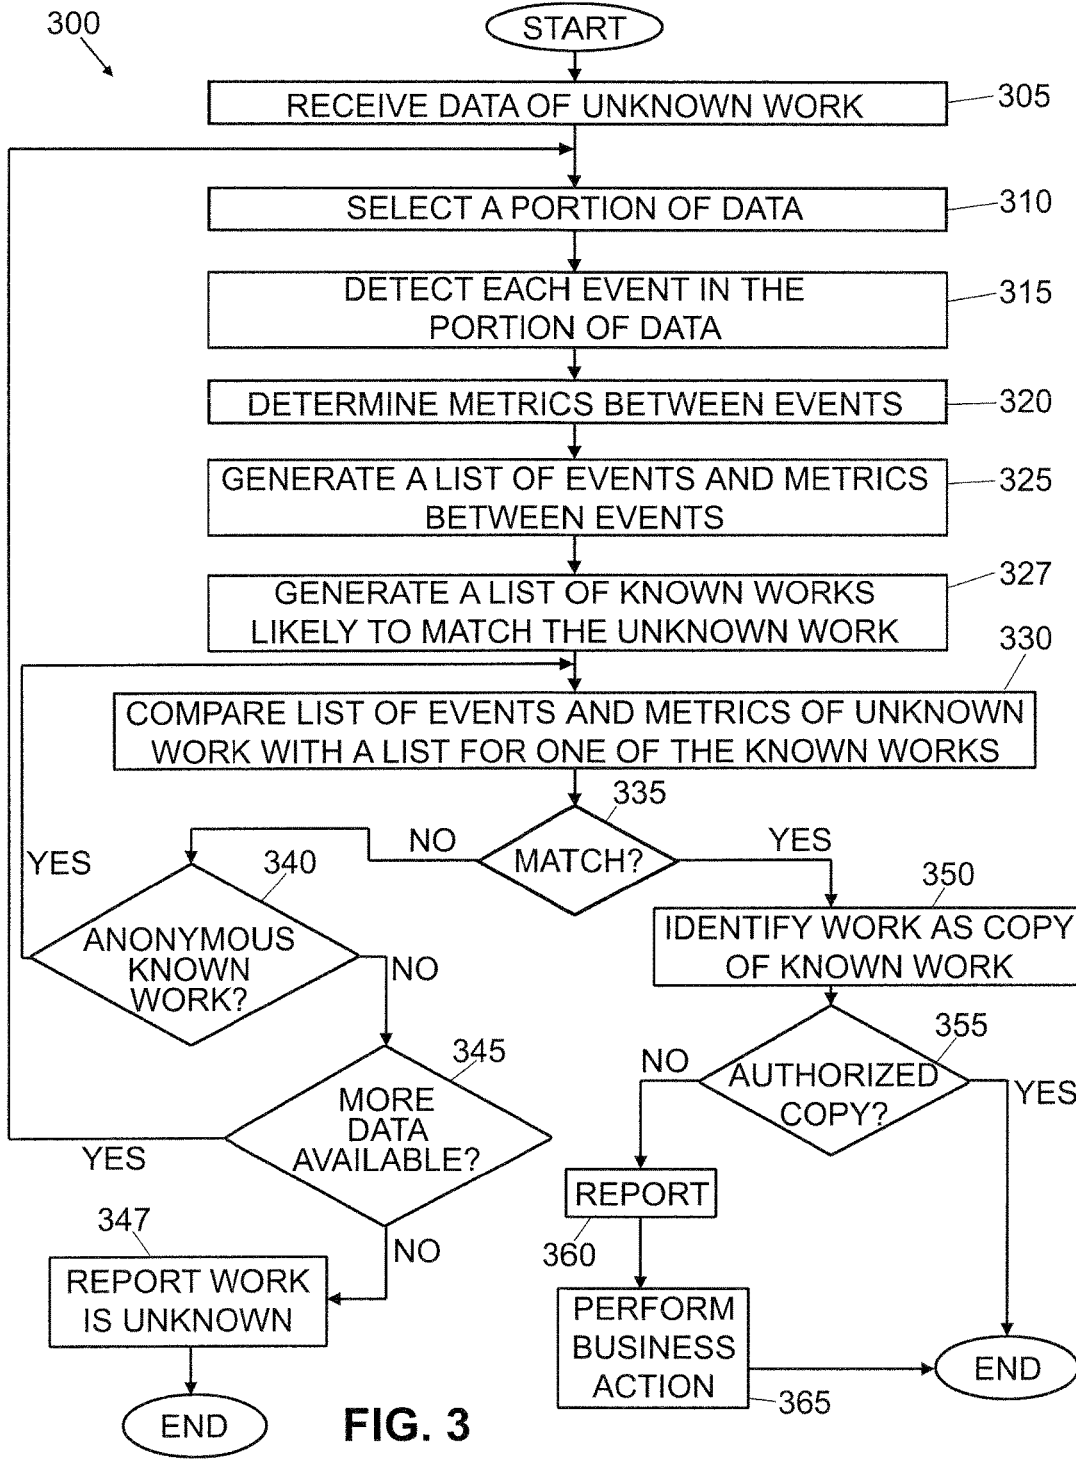 300
START
RECEIVE DATA OF UNKNOWN WORK
305
SELECT A PORTION OF DATA
310
DETECT EACH EVENT IN THE
PORTION OF DATA
315
DETERMINE METRICS BETWEEN EVENTS
320
GENERATE A LIST OF EVENTS AND METRICS
BETWEEN EVENTS
325
GENERATE A LIST OF KNOWN WORKS
LIKELY TO MATCH THE UNKNOWN WORK
327
330
COMPARE LIST OF EVENTS AND METRICS OF UNKNOWN
WORK WITH A LIST FOR ONE OF THE KNOWN WORKS
335
MATCH?
NO
YES
YES
340
ANONYMOUS
KNOWN
WORK?
NO
350
IDENTIFY WORK AS COPY
OF KNOWN WORK
345
MORE
DATA
AVAILABLE?
YES
NO
355
AUTHORIZED
COPY?
NO
YES
REPORT
360
347
REPORT WORK
IS UNKNOWN
PERFORM
BUSINESS
ACTION
365
END
END
FIG. 3